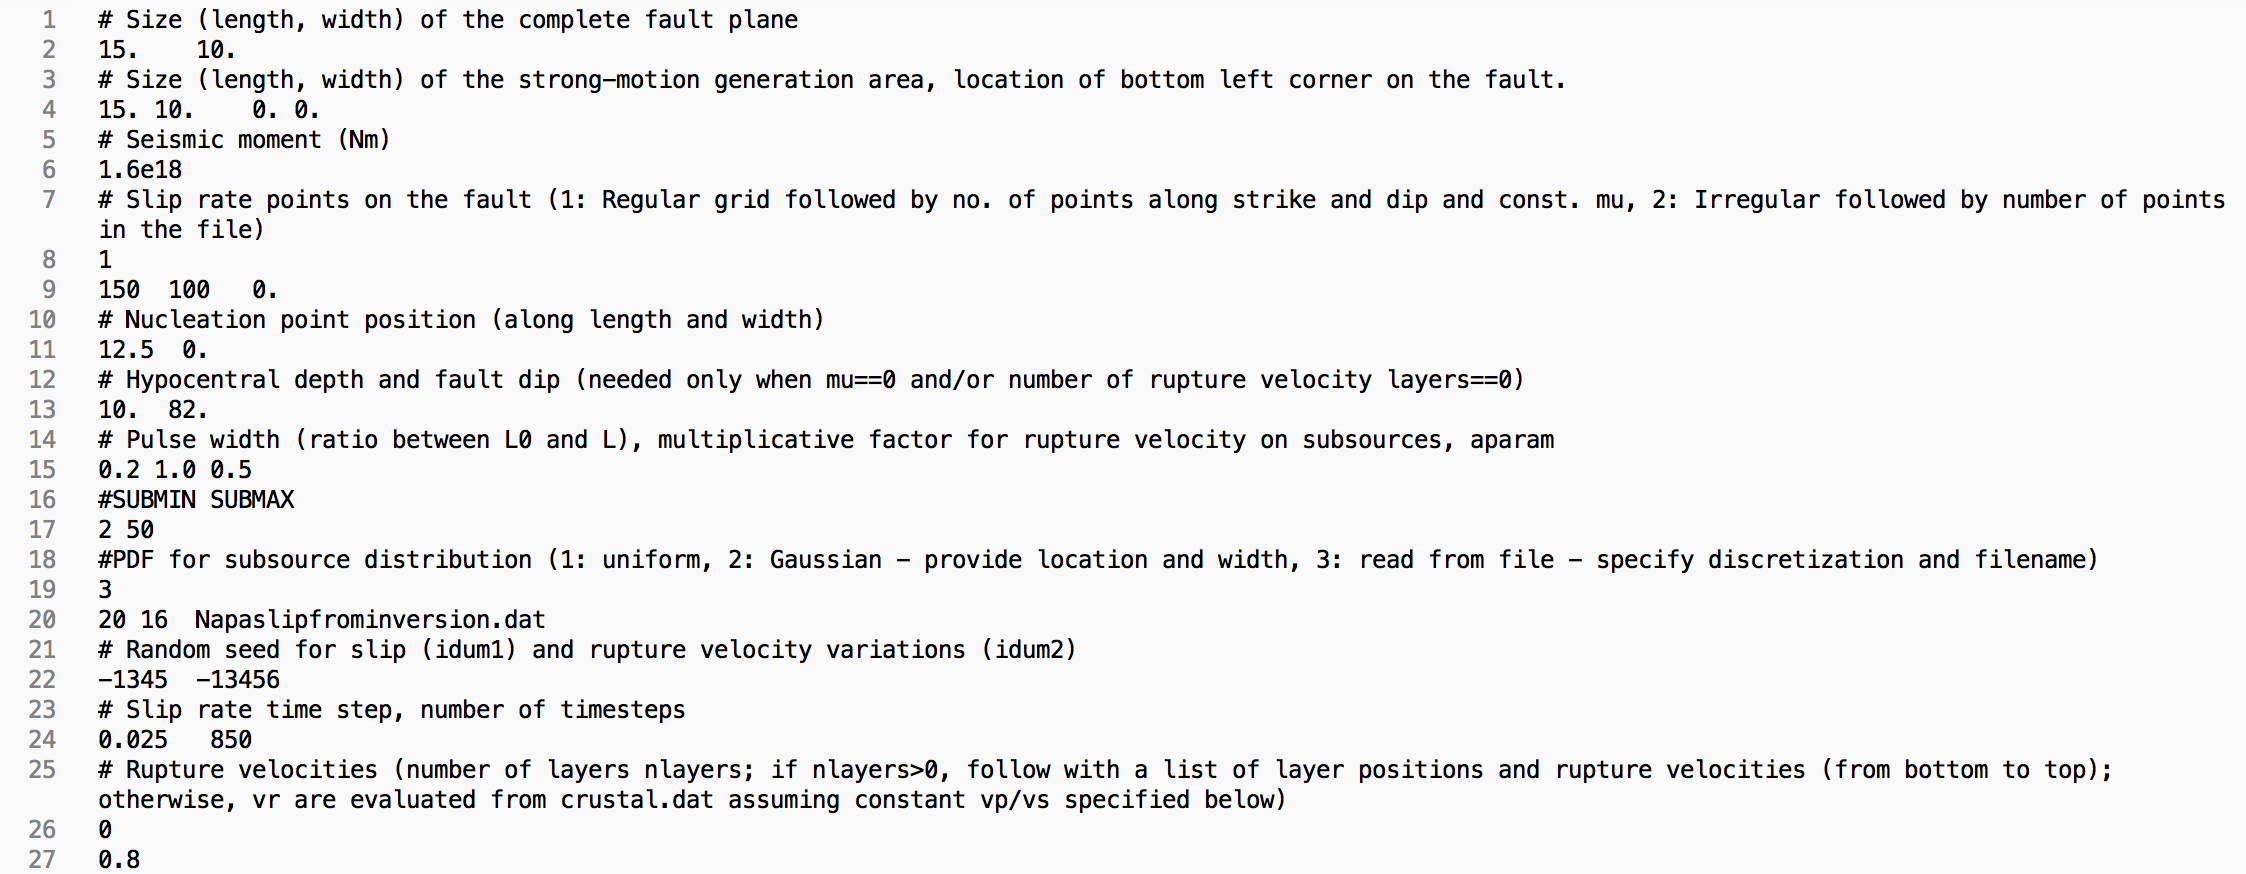 1 # Size (length, width) of the complete fault plane
2 15.    10.
3 # Size (length, width) of the strong-motion generation area, location of bottom left corner on the fault.
4 15. 10.    0. 0.
5 # Seismic moment (Nm)
6 1.6e18
7 # Slip rate points on the fault (1: Regular grid followed by no. of points along strike and dip and const. mu, 2: Irregular followed by number of points
in the file)
8 1
9 150  100   0.
10 # Nucleation point position (along length and width)
11 12.5  0.
12 # Hypocentral depth and fault dip (needed only when mu==0 and/or number of rupture velocity layers==0)
13 10.  82.
14 # Pulse width (ratio between L0 and L), multiplicative factor for rupture velocity on subsources, aparam
15 0.2 1.0 0.5
16 #SUBMIN SUBMAX
17 2 50
18 #PDF for subsource distribution (1: uniform, 2: Gaussian – provide location and width, 3: read from file – specify discretization and filename)
19 3
20 20 16  Napaslipfrominversion.dat
21 # Random seed for slip (idum1) and rupture velocity variations (idum2)
22 -1345  -13456
23 # Slip rate time step, number of timesteps
24 0.025   850
25 # Rupture velocities (number of layers nlayers; if nlayers>0, follow with a list of layer positions and rupture velocities (from bottom to top);
otherwise, vr are evaluated from crustal.dat assuming constant vp/vs specified below)
26 0
27 0.8